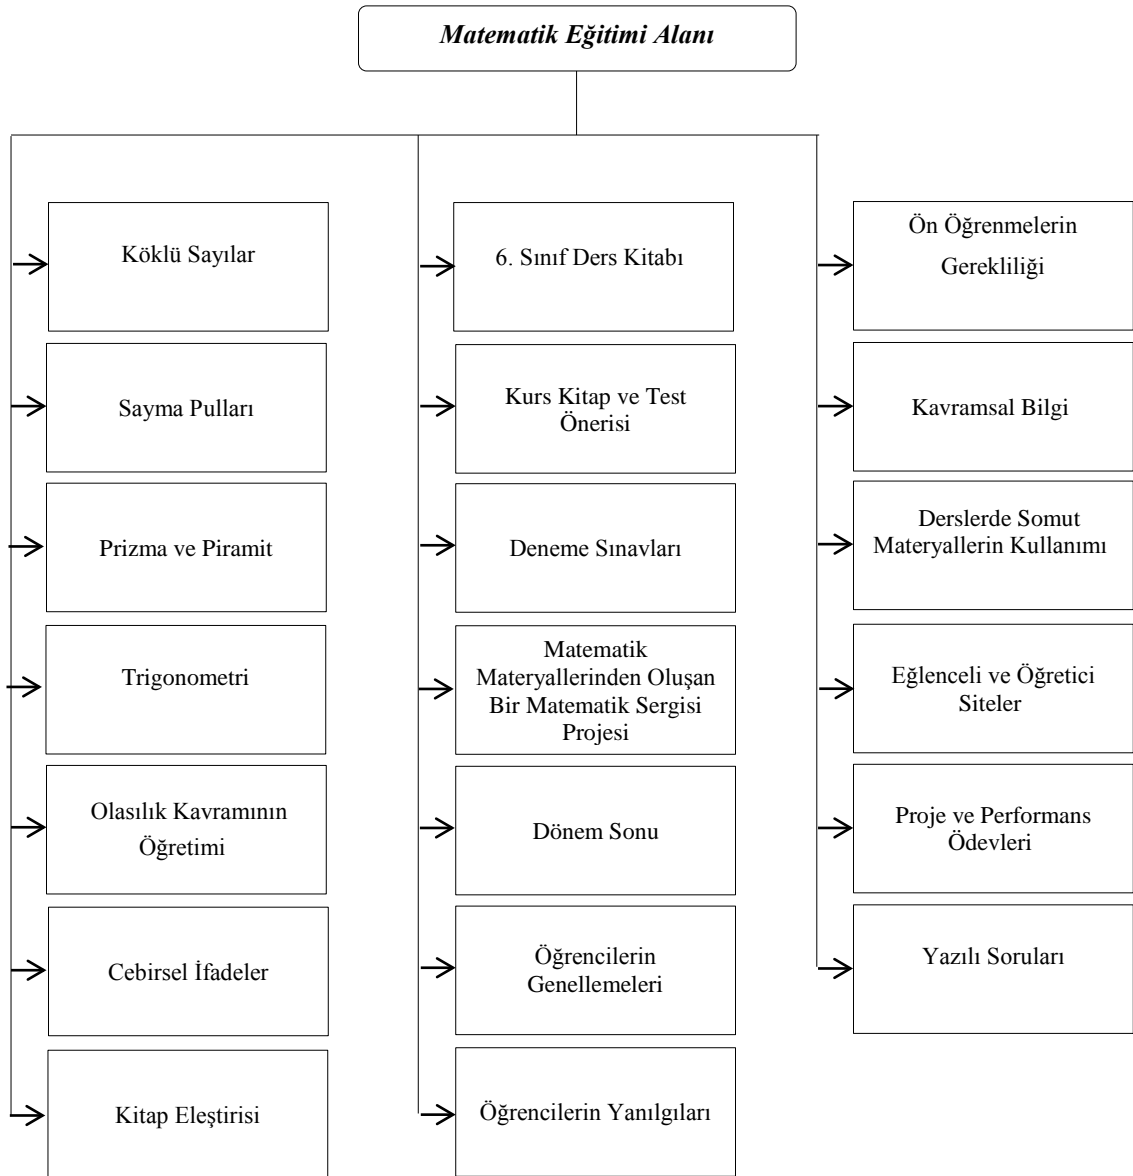 Matematik Eğitimi Alanı
Köklü Sayılar
Sayma Pulları
Prizma ve Piramit
Trigonometri
Olasılık Kavramının
Öğretimi
Cebirsel İfadeler
Kitap Eleştirisi
6. Sınıf Ders Kitabı
Kurs Kitap ve Test
Önerisi
Deneme Sınavları
Matematik
Materyallerinden Oluşan
Bir Matematik Sergisi
Projesi
Dönem Sonu
Öğrencilerin
Genellemeleri
Öğrencilerin Yanılgıları
Ön Öğrenmelerin
Gerekliliği
Kavramsal Bilgi
Derslerde Somut
Materyallerin Kullanımı
Eğlenceli ve Öğretici
Siteler
Proje ve Performans
Ödevleri
Yazılı Soruları